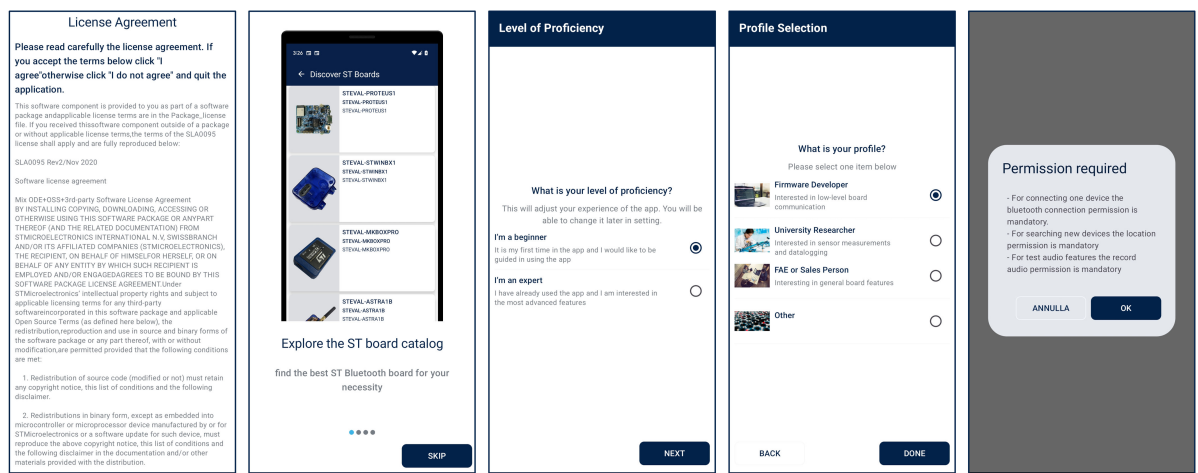 License Agreement
Please read carefully the license agreement. If
you accept the terms below click "I
agree"otherwise click "I do not agree" and quit the
application.
This software component is provided to you as part of a software
package andapplicable license terms are in the Package_license
file. If you received thissoftware component outside of a package
or without applicable license terms,the terms of the SLA0095
license shall apply and are fully reproduced below:
SLA0095 Rev2/Nov 2020
Software license agreement
Mix ODE+OSS+3rd-party Software License Agreement
BY INSTALLING COPYING, DOWNLOADING, ACCESSING OR
OTHERWISE USING THIS SOFTWARE PACKAGE OR ANYPART
THEREOF (AND THE RELATED DOCUMENTATION) FROM
STMICROELECTRONICS INTERNATIONAL N.V, SWISSBRANCH
AND/OR ITS AFFILIATED COMPANIES (STMICROELECTRONICS),
THE RECIPIENT, ON BEHALF OF HIMSELFOR HERSELF, OR ON
BEHALF OF ANY ENTITY BY WHICH SUCH RECIPIENT IS
EMPLOYED AND/OR ENGAGEDAGREES TO BE BOUND BY THIS
SOFTWARE PACKAGE LICENSE AGREEMENT.Under
STMicroelectronics' intellectual property rights and subject to
applicable licensing terms for any third-party
softwareincorporated in this software package and applicable
Open Source Terms (as defined here below), the
redistribution,reproduction and use in source and binary forms of
the software package or any part thereof, with or without
modification,are permitted provided that the following conditions
are met:
1. Redistribution of source code (modified or not) must retain
any copyright notice, this list of conditions and the following
disclaimer.
2. Redistributions in binary form, except as embedded into
microcontroller or microprocessor device manufactured by or for
STMicroelectronics or a software update for such device, must
reproduce the above copyright notice, this list of conditions and
the following disclaimer in the documentation and/or other
materials provided with the distribution.
3:26
← Discover ST Boards
STEVAL-PROTEUS1
STEVAL-PROTEUS1
STEVAL-PROTEUS1
STEVAL-STWINBX1
STEVAL-STWINBX1
STEVAL-STWINBX1
STEVAL-MKBOXPRO
STEVAL-MKBOXPRO
STEVAL-MKBOXPRO
STEVAL-ASTRA1B
STEVAL-ASTRA1B
STEVAL-ASTRA1B
Explore the ST board catalog
find the best ST Bluetooth board for your
necessity
SKIP
Level of Proficiency
What is your level of proficiency?
This will adjust your experience of the app. You will be
able to change it later in setting.
I'm a beginner
It is my first time in the app and I would like to be
guided in using the app
I'm an expert
I have already used the app and I am interested in
the most advanced features
NEXT
Profile Selection
What is your profile?
Please select one item below
Firmware Developer
Interested in low-level board
communication
University Researcher
Interested in sensor measurements
and datalogging
FAE or Sales Person
Interesting in general board features
Other
BACK
DONE
Permission required
- For connecting one device the
bluetooth connection permission is
mandatory.
- For searching new devices the location
permission is mandatory
- For test audio features the record
audio permission is mandatory
ANNULLA
OK